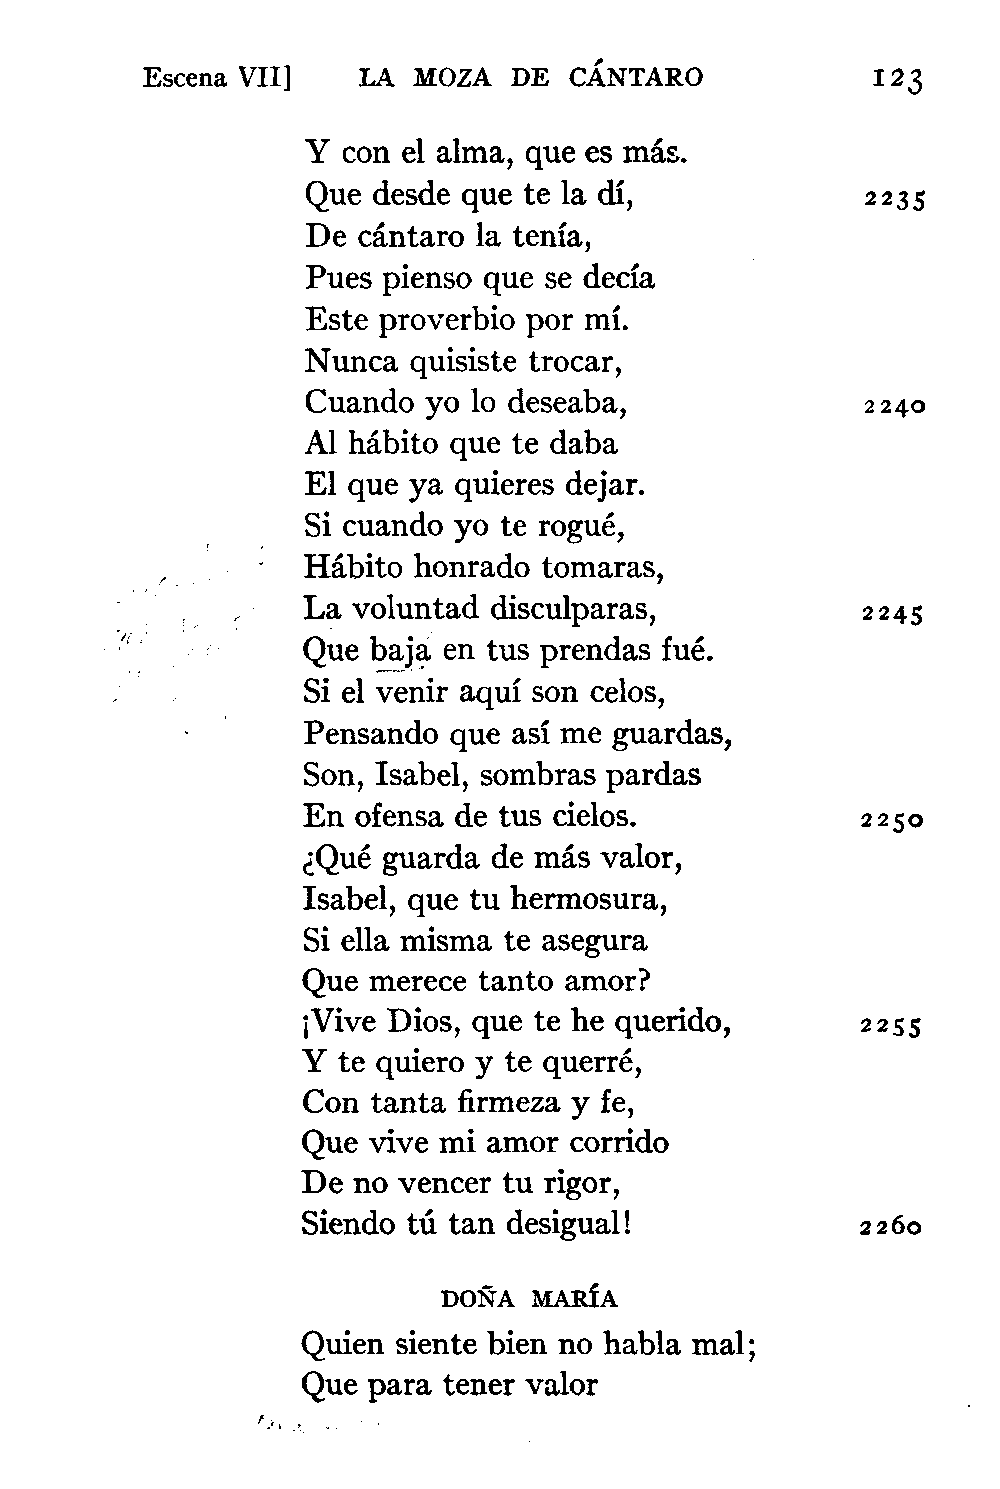 Escena VII] LA MOZA DE CÁNTARO 123
Y con el alma, que es más.
Que desde que te la dí, 2235
De cántaro la tenía,
Pues pienso que se decía
Este proverbio por mí.
Nunca quisiste trocar,
Cuando yo lo deseaba, 2240
Al hábito que te daba
El que ya quieres dejar.
Si cuando yo te rogué,
Hábito honrado tomaras,
La voluntad disculparas, 2245
Que baja en tus prendas fué.
Si el venir aquí son celos,
Pensando que así me guardas,
Son, Isabel, sombras pardas
En ofensa de tus cielos. 2250
¿Qué guarda de más valor,
Isabel, que tu hermosura,
Si ella misma te asegura
Que merece tanto amor?
¡Vive Dios, que te he querido, 2255
Y te quiero y te querré,
Con tanta firmeza y fe,
Que vive mi amor corrido
De no vencer tu rigor,
Siendo tú tan desigual! 2260
DOÑA MARÍA
Quien siente bien no habla mal;
Que para tener valor